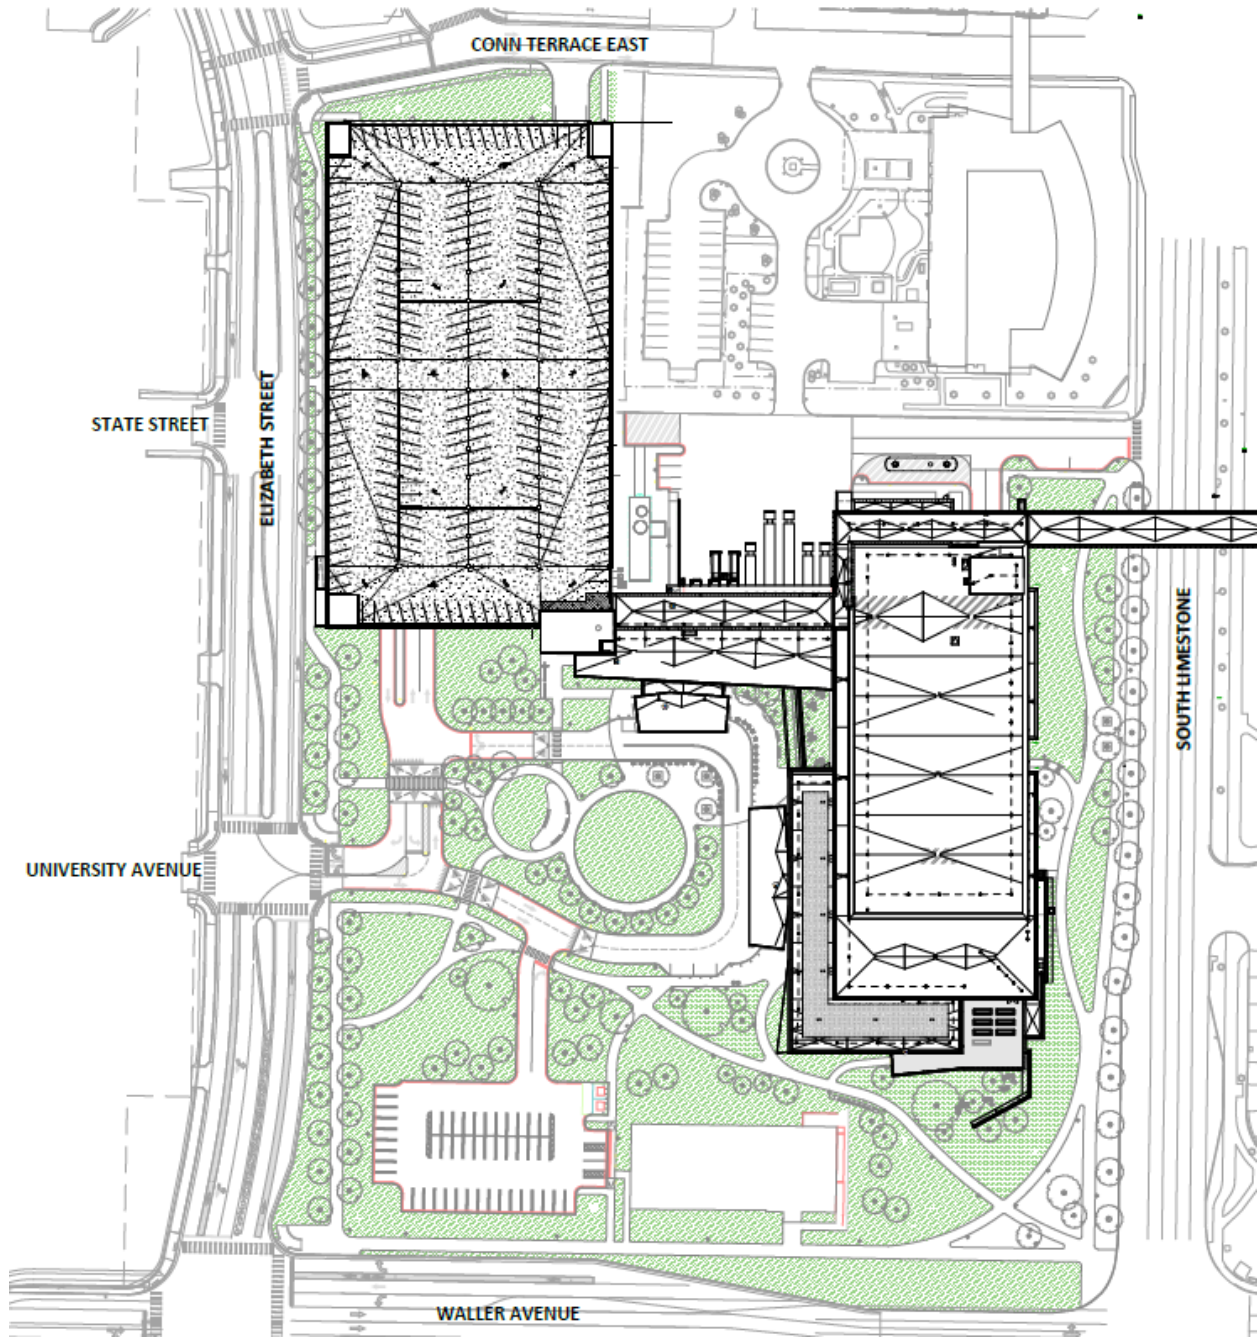 CONN TERRACE EAST
STATE STREET
ELIZABETH STREET
SOUTH LIMESTONE
UNIVERSITY AVENUE
WALLER AVENUE